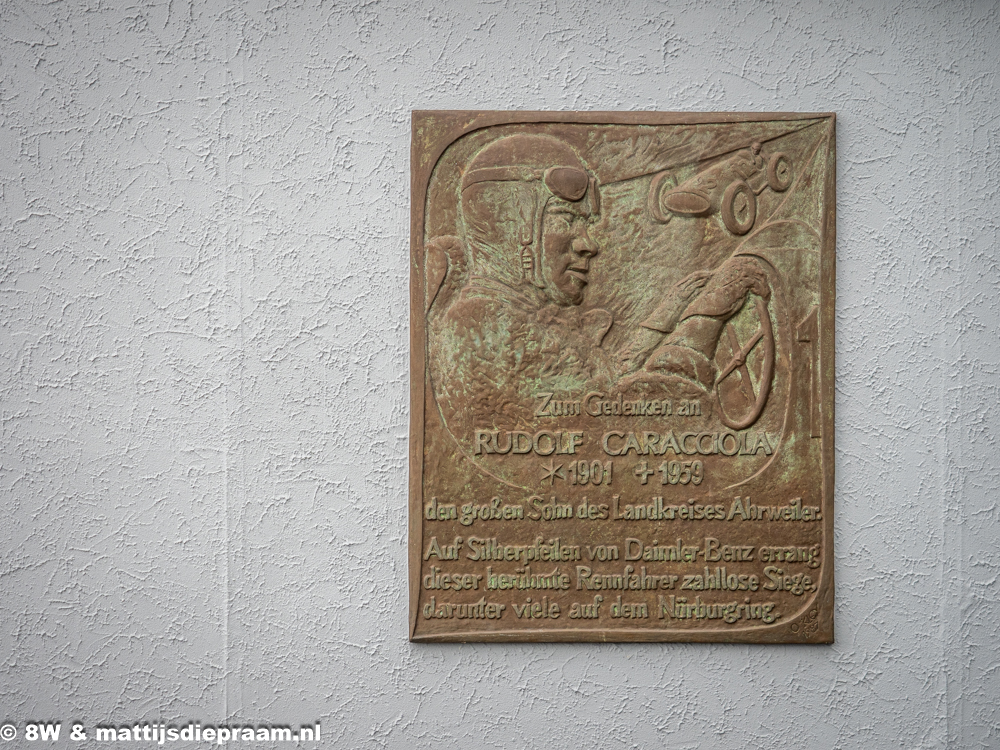 Zum Gedenken an
RUDOLF CARACCIOLA
* 1901 + 1959
den großen Sohn des Landkreises Ahrweiler.
Auf Silberpfeilen von Daimler-Benz errang
dieser berühmte Rennfahrer zahllose Siege,
darunter viele auf dem Nürburgring.
© 8W & mattijsdiepraam.nl